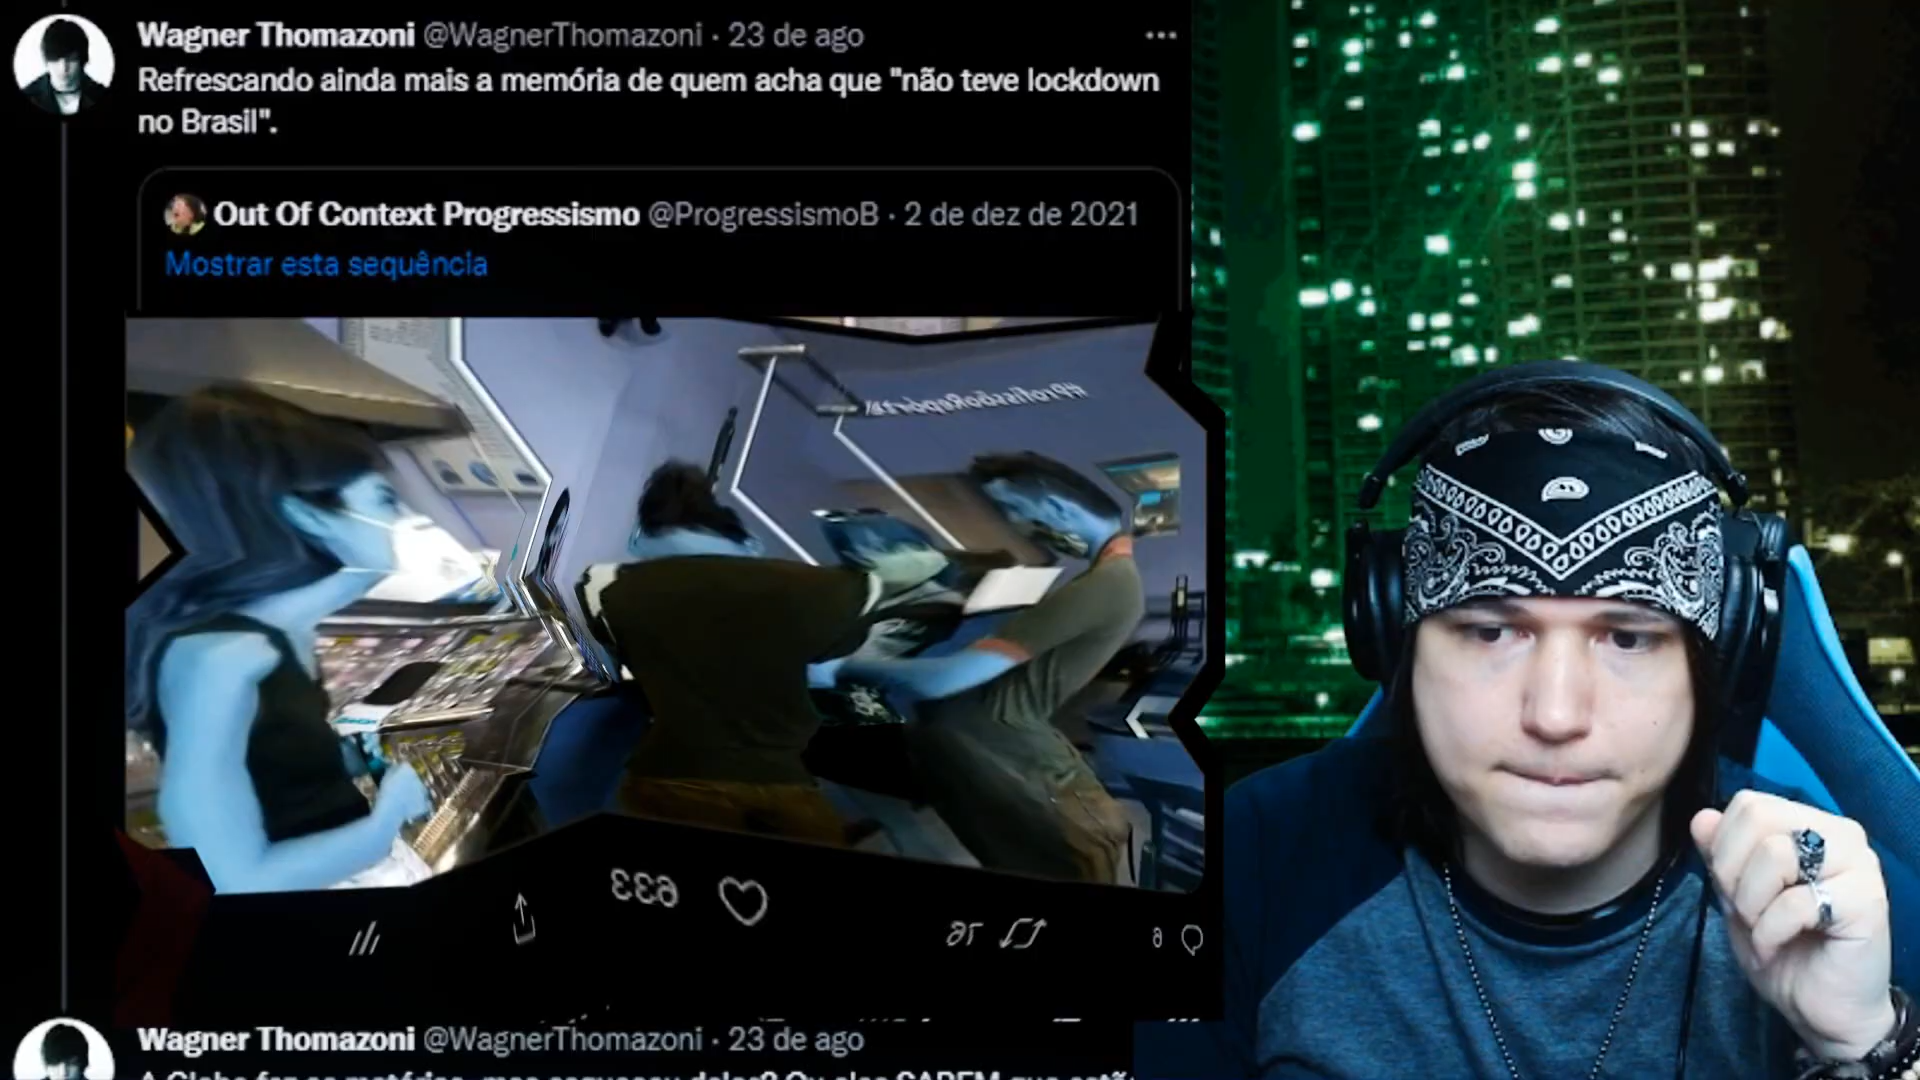 Wagner Thomazoni @WagnerThomazoni · 23 de ago
Refrescando ainda mais a memória de quem acha que "não teve lockdown
no Brasil".
Out Of Context Progressismo @ProgressismoB · 2 de dez de 2021
Mostrar esta sequência
#ProfissãoRepórter
639
Wagner Thomazoni @WagnerThomazoni · 23 de ago